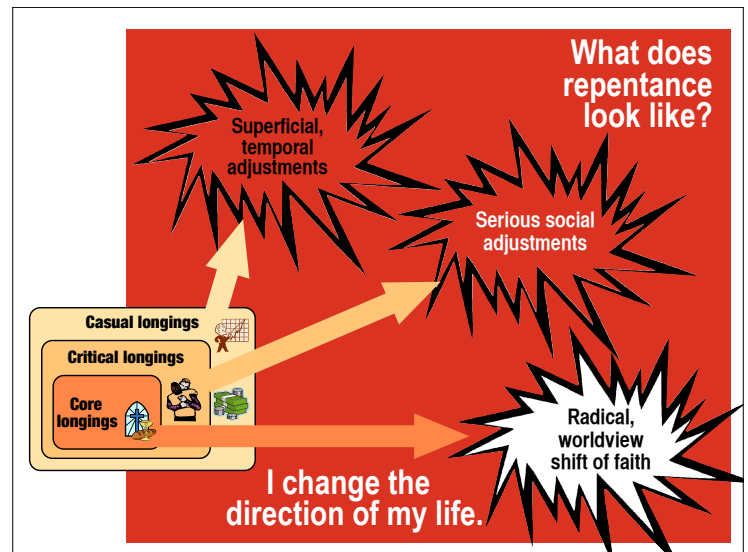 What does
repentance
look like?
Superficial,
temporal
adjustments
Serious social
adjustments
Casual longings
Critical longings
Core
longings
Radical,
worldview
shift of faith
I change the
direction of my life.